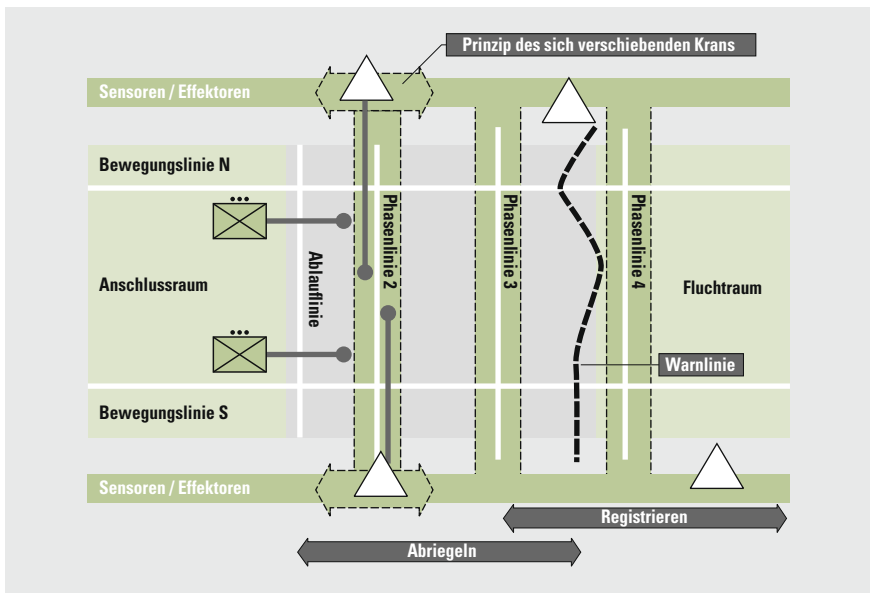 Prinzip des sich verschiebenden Krans
Sensoren / Effektoren
Bewegungslinie N
Anschlussraum
Ablauflinie
Phasenlinie 2
Phasenlinie 3
Phasenlinie 4
Fluchtraum
Warnlinie
Bewegungslinie S
Sensoren / Effektoren
Registrieren
Abriegeln